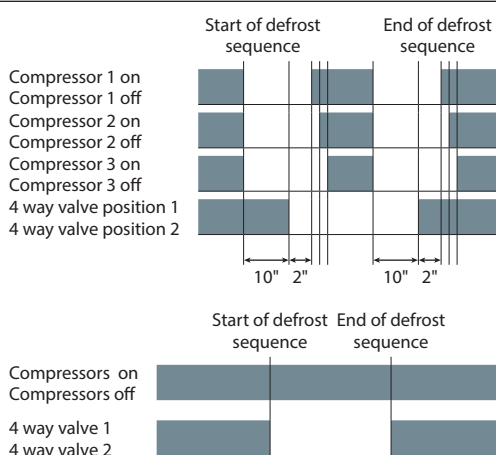 Start of defrost
sequence
End of defrost
sequence
Compressor 1 on
Compressor 1 off
Compressor 2 on
Compressor 2 off
Compressor 3 on
Compressor 3 off
4 way valve position 1
4 way valve position 2
10" 2" 10" 2"
Start of defrost
sequence
End of defrost
sequence
Compressors on
Compressors off
4 way valve 1
4 way valve 2